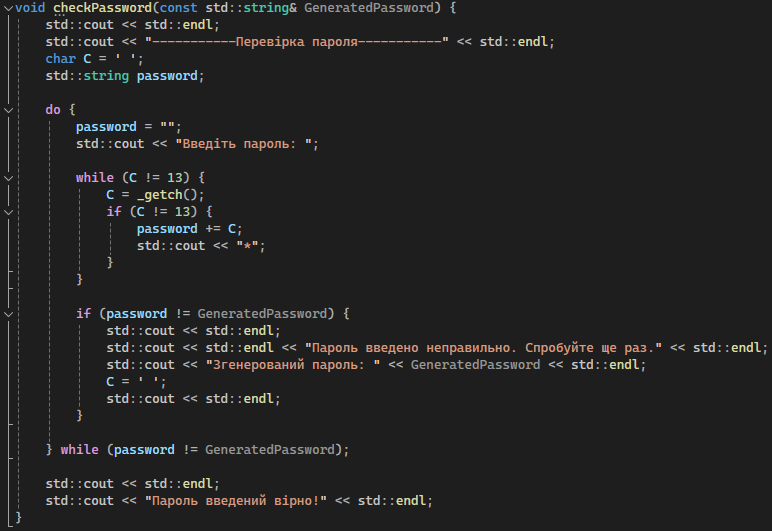 void checkPassword(const std::string& GeneratedPassword) {
    std::cout << std::endl;
    std::cout << "-----------Перевірка пароля-----------" << std::endl;
    char C = ' ';
    std::string password;

    do {
        password = "";
        std::cout << "Введіть пароль: ";

        while (C != 13) {
            C = _getch();
            if (C != 13) {
                password += C;
                std::cout << "*";
            }
        }

        if (password != GeneratedPassword) {
            std::cout << std::endl;
            std::cout << std::endl << "Пароль введено неправильно. Спробуйте ще раз." << std::endl;
            std::cout << "Згенерований пароль: " << GeneratedPassword << std::endl;
            C = ' ';
            std::cout << std::endl;
        }

    } while (password != GeneratedPassword);

    std::cout << std::endl;
    std::cout << "Пароль введений вірно!" << std::endl;
}